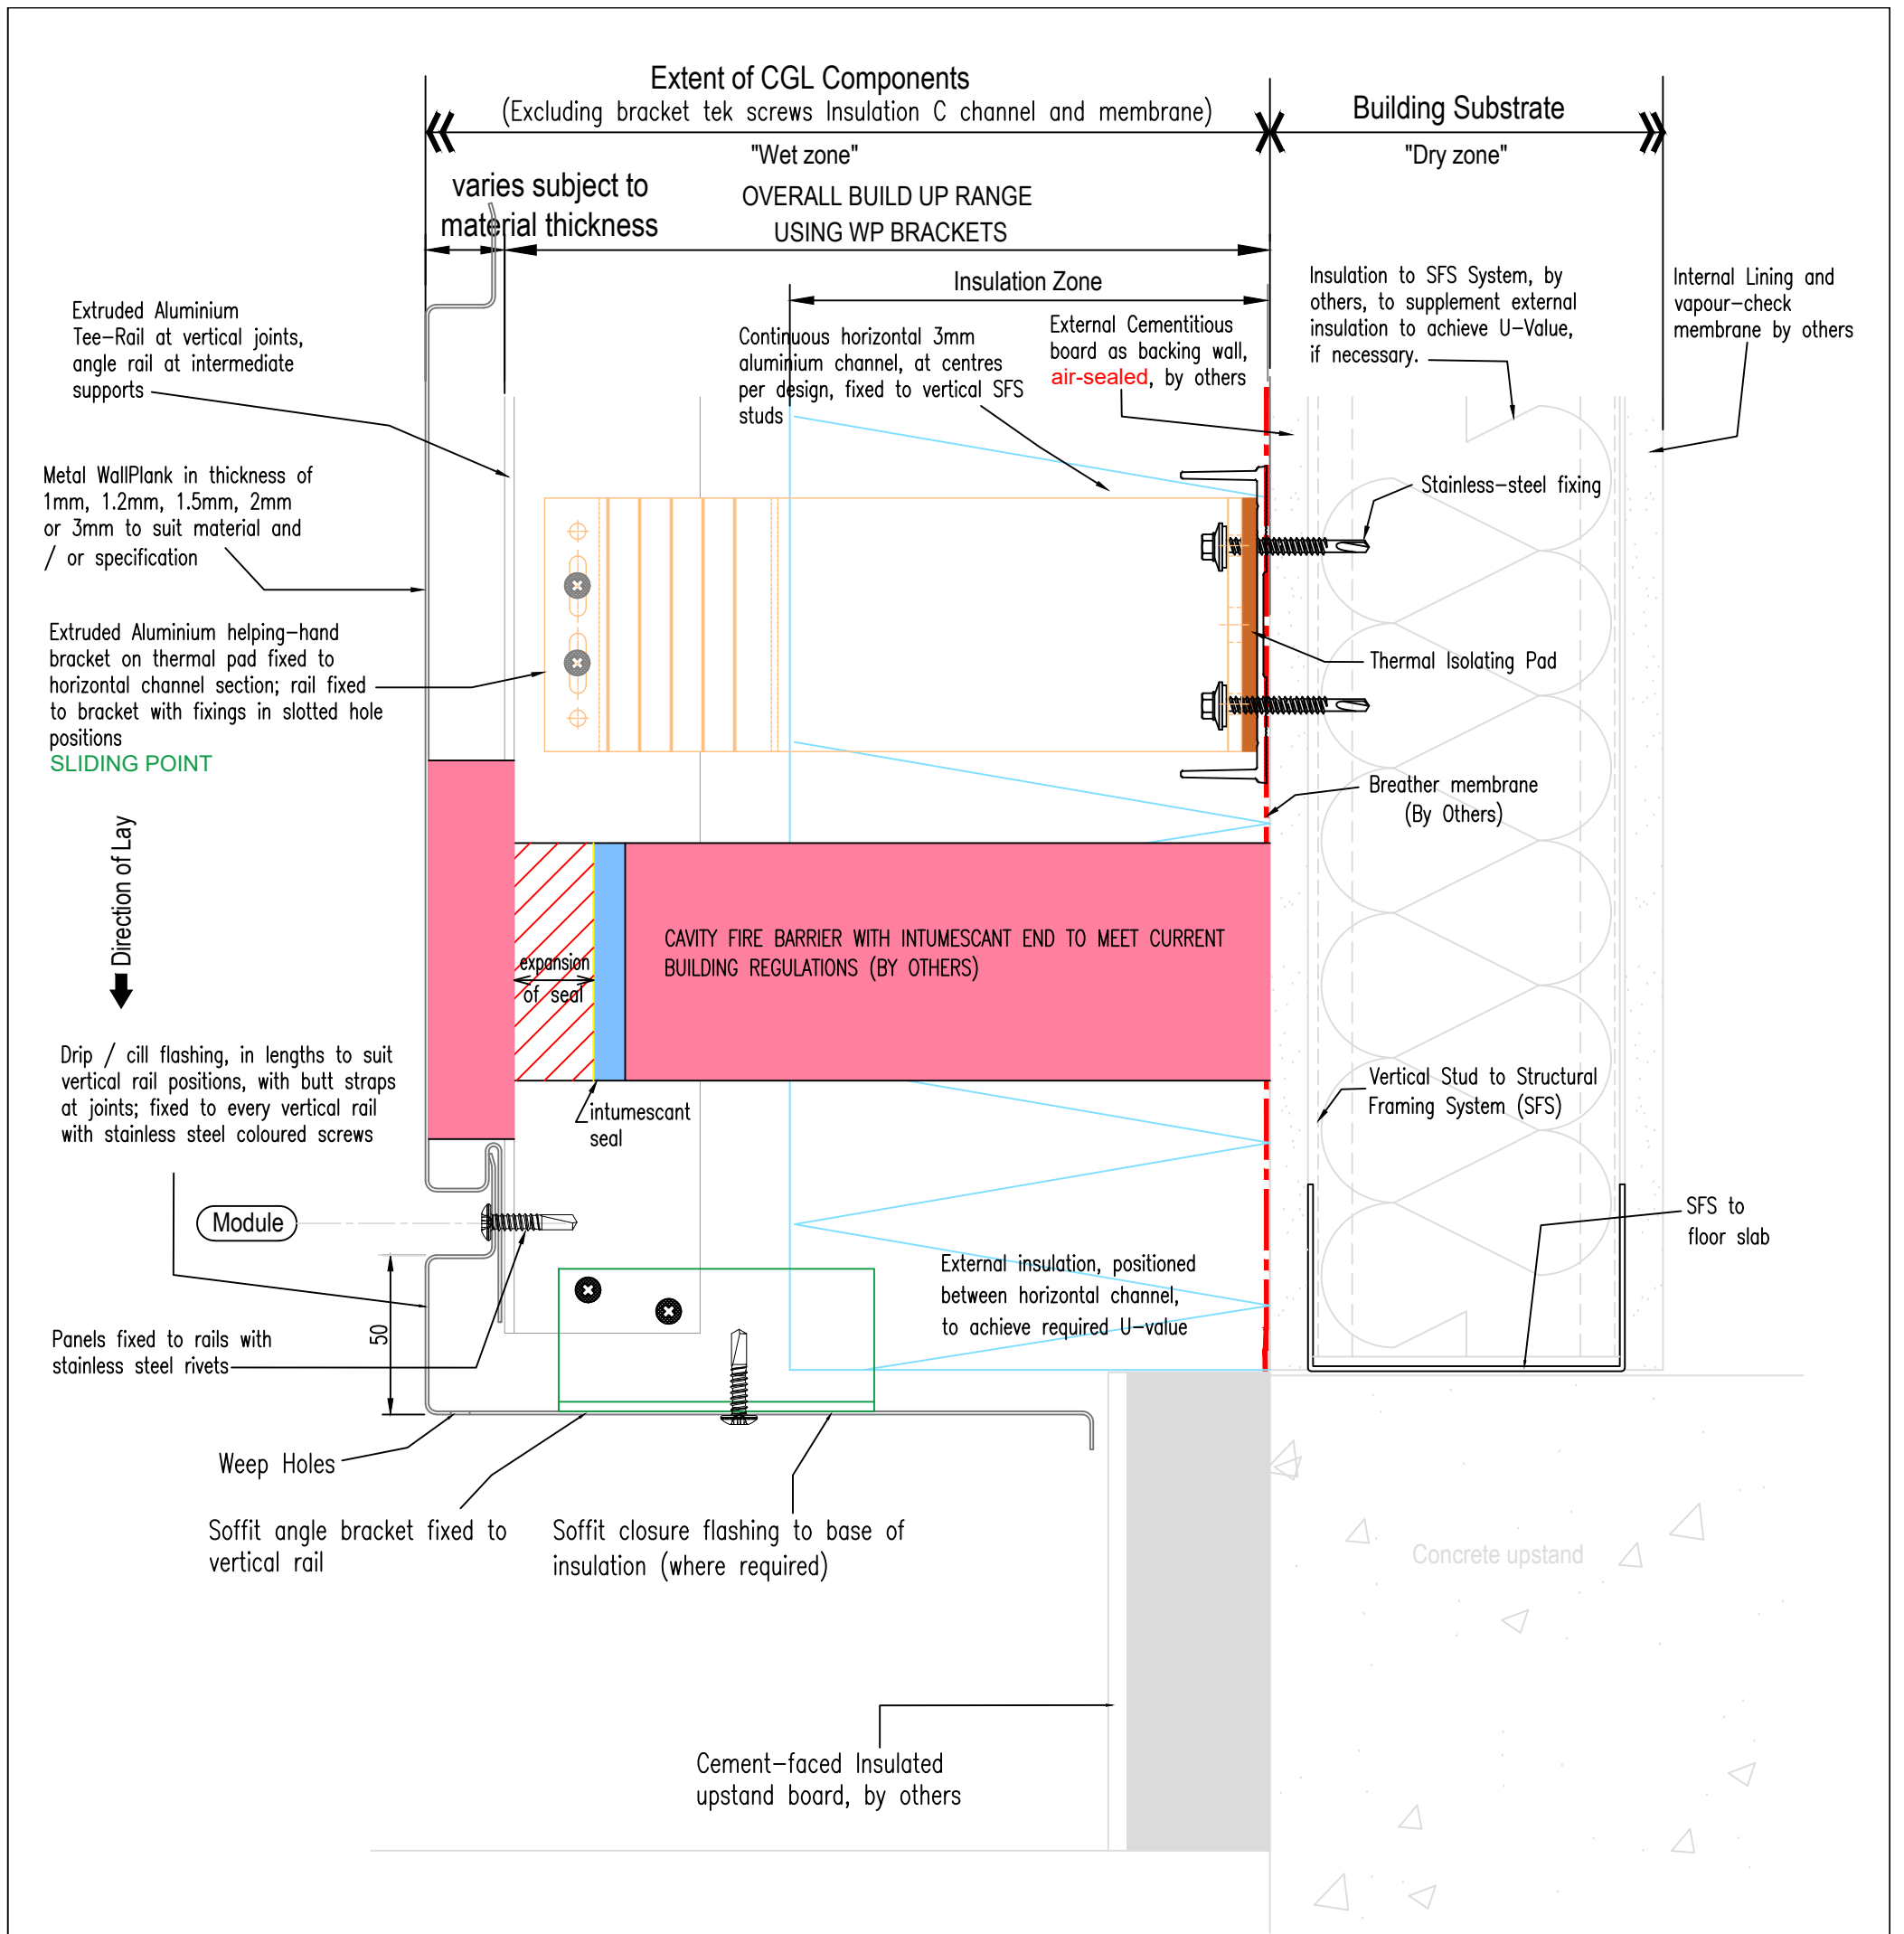 Extent of CGL Components
(Excluding bracket tek screws Insulation C channel and membrane)
"Wet zone"
Building Substrate
"Dry zone"
varies subject to
material thickness
OVERALL BUILD UP RANGE
USING WP BRACKETS
Insulation Zone
Extruded Aluminium
Tee-Rail at vertical joints,
angle rail at intermediate
supports
Continuous horizontal 3mm
aluminium channel, at centres
per design, fixed to vertical SFS
studs
External Cementitious
board as backing wall,
air-sealed, by others
Insulation to SFS System, by
others, to supplement external
insulation to achieve U-Value,
if necessary.
Internal Lining and
vapour-check
membrane by others
Metal WallPlank in thickness of
1mm, 1.2mm, 1.5mm, 2mm
or 3mm to suit material and
/ or specification
Stainless-steel fixing
Extruded Aluminium helping-hand
bracket on thermal pad fixed to
horizontal channel section; rail fixed
to bracket with fixings in slotted hole
positions
SLIDING POINT
Thermal Isolating Pad
Breather membrane
(By Others)
Direction of Lay
CAVITY FIRE BARRIER WITH INTUMESCANT END TO MEET CURRENT
BUILDING REGULATIONS (BY OTHERS)
expansion
of seal
Drip / cill flashing, in lengths to suit
vertical rail positions, with butt straps
at joints; fixed to every vertical rail
with stainless steel coloured screws
intumescant
seal
Vertical Stud to Structural
Framing System (SFS)
Module
SFS to
floor slab
External insulation, positioned
between horizontal channel,
to achieve required U-value
50
Panels fixed to rails with
stainless steel rivets
Weep Holes
Soffit angle bracket fixed to
vertical rail
Soffit closure flashing to base of
insulation (where required)
Concrete upstand
Cement-faced Insulated
upstand board, by others